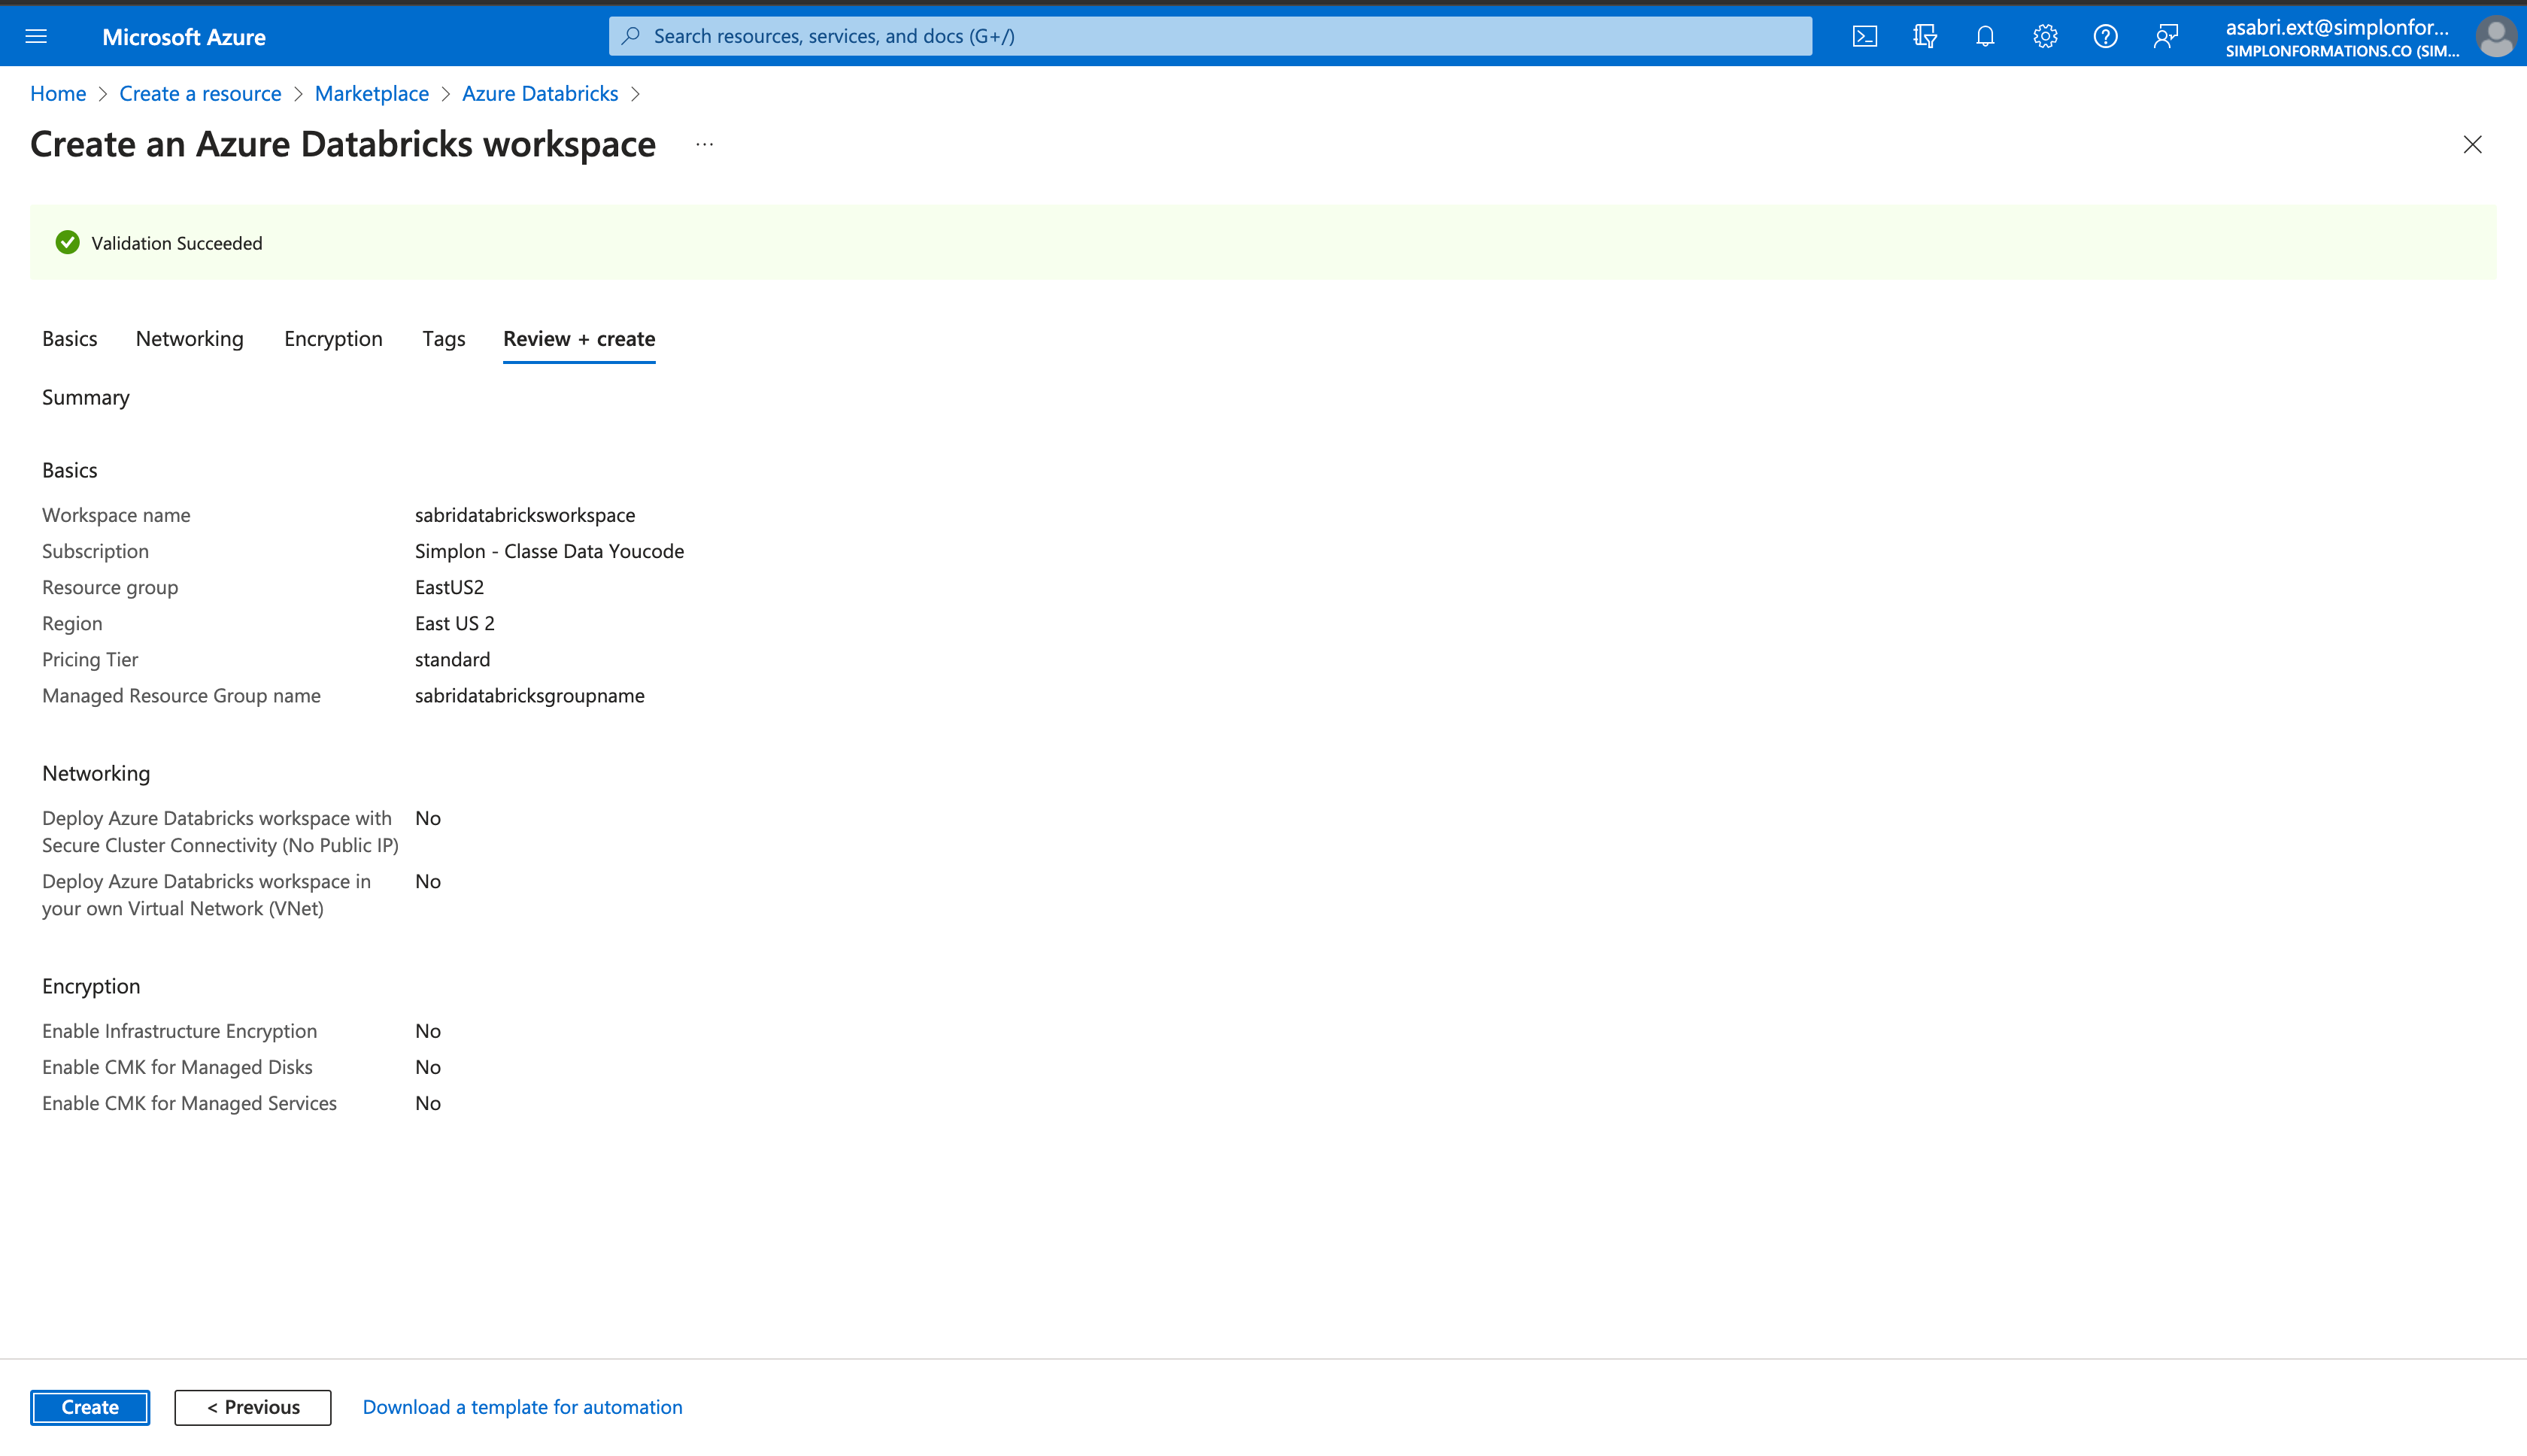 Microsoft Azure
Search resources, services, and docs (G+/)
asabri.ext@simplonfor...
SIMPLONFORMATIONS.CO (SIM...
Home > Create a resource > Marketplace > Azure Databricks >
Create an Azure Databricks workspace ...
Validation Succeeded
Basics Networking Encryption Tags Review + create
Summary
Basics
Workspace name sabridatabricksworkspace
Subscription Simplon - Classe Data Youcode
Resource group EastUS2
Region East US 2
Pricing Tier standard
Managed Resource Group name sabridatabricksgroupname
Networking
Deploy Azure Databricks workspace with No
Secure Cluster Connectivity (No Public IP)
Deploy Azure Databricks workspace in No
your own Virtual Network (VNet)
Encryption
Enable Infrastructure Encryption No
Enable CMK for Managed Disks No
Enable CMK for Managed Services No
Create < Previous Download a template for automation